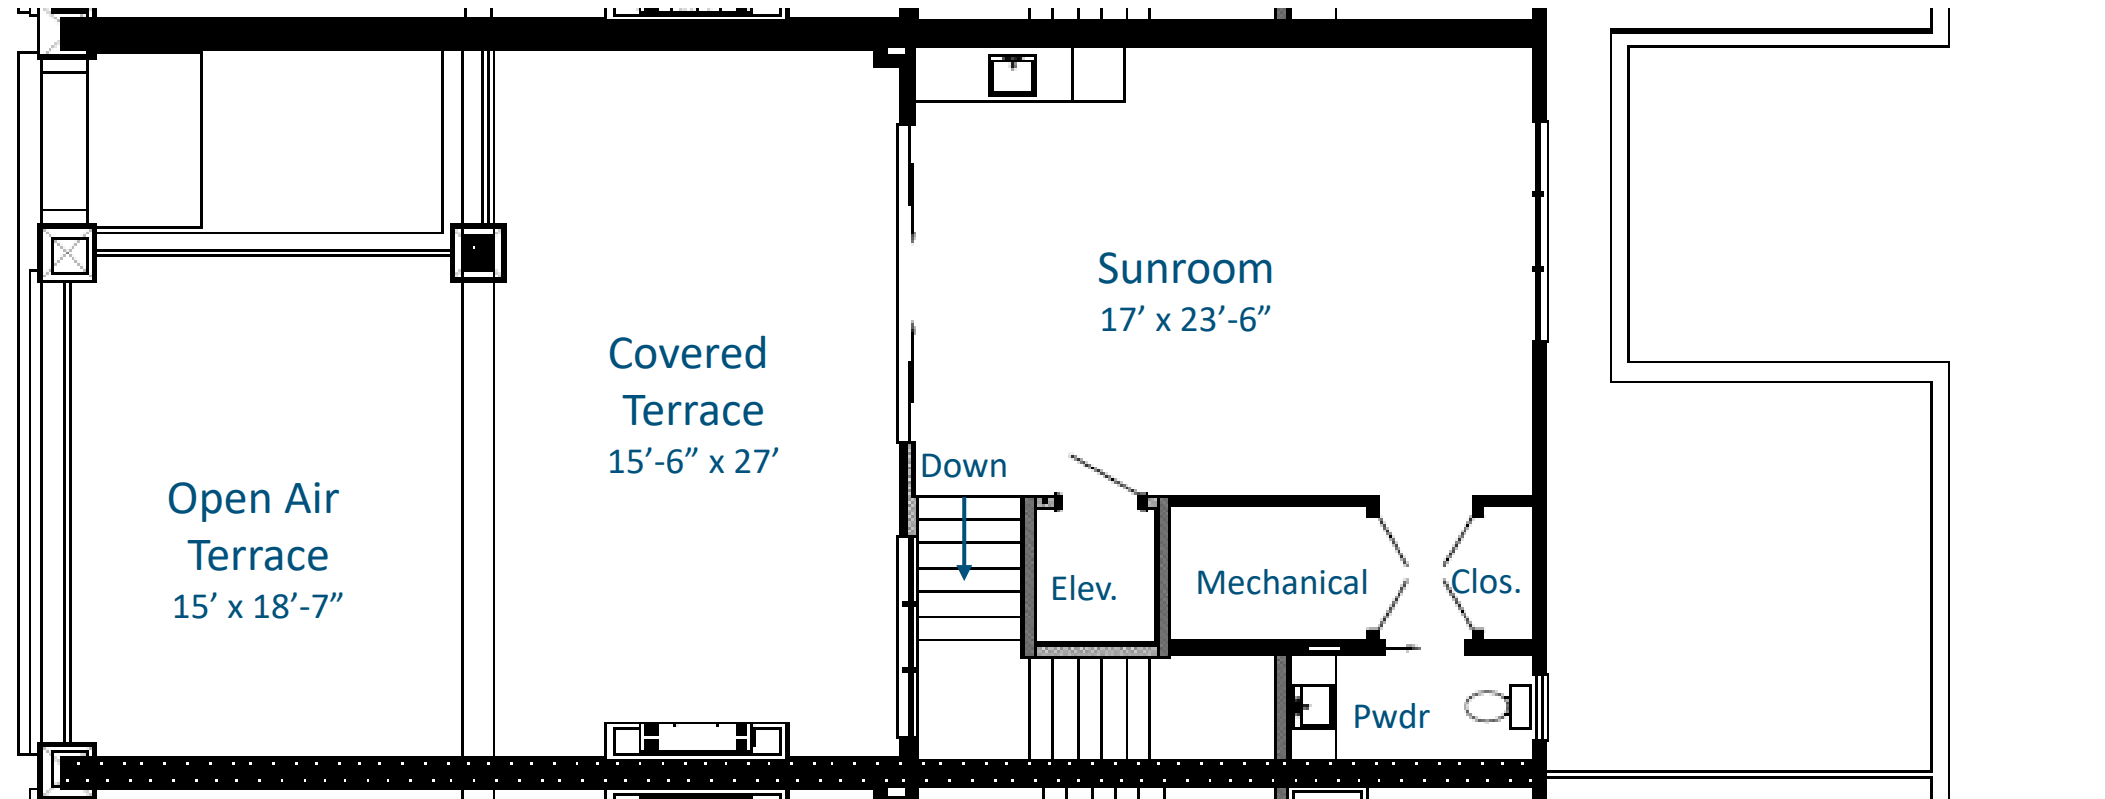 Sunroom
17’ x 23’-6”
Covered
Terrace
15’-6” x 27’
Down
Open Air
Terrace
15’ x 18’-7”
Elev.
Mechanical
Clos.
Pwdr